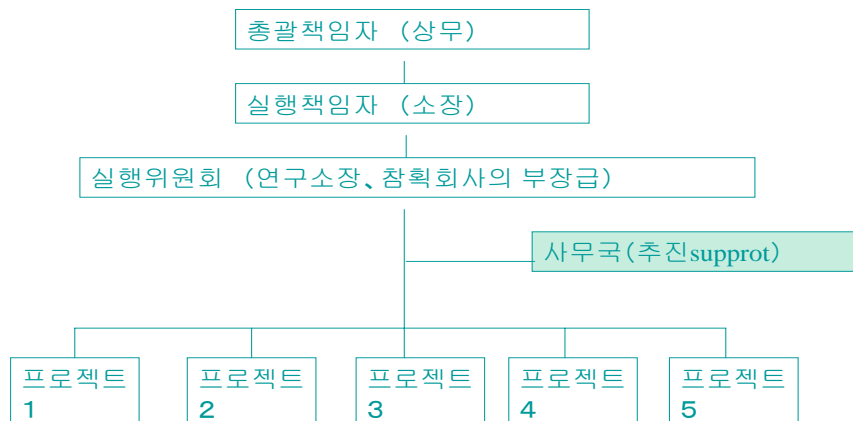 총괄책임자 (상무)
실행책임자 (소장)
실행위원회 (연구소장、참획회사의 부장급)
사무국(추진supprot)
프로젝트
1
프로젝트
2
프로젝트
3
프로젝트
4
프로젝트
5